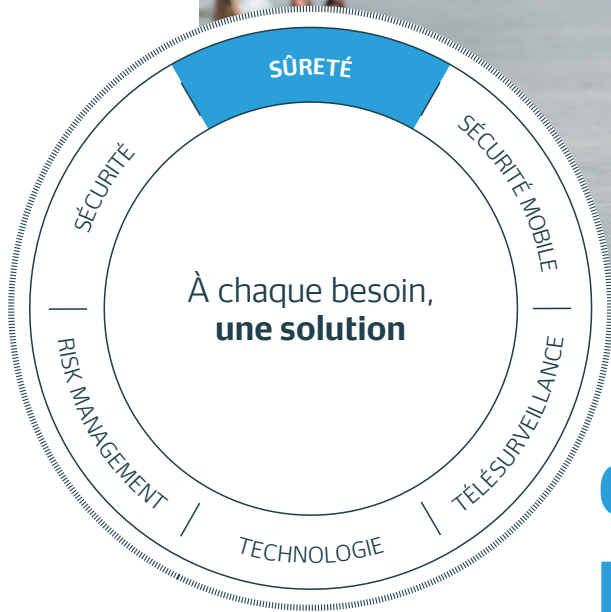 SÛRETÉ
SÉCURITÉ MOBILE
TÉLÉSURVEILLANCE
TECHNOLOGIE
RISK MANAGEMENT
SÉCURITÉ
À chaque besoin,
une solution